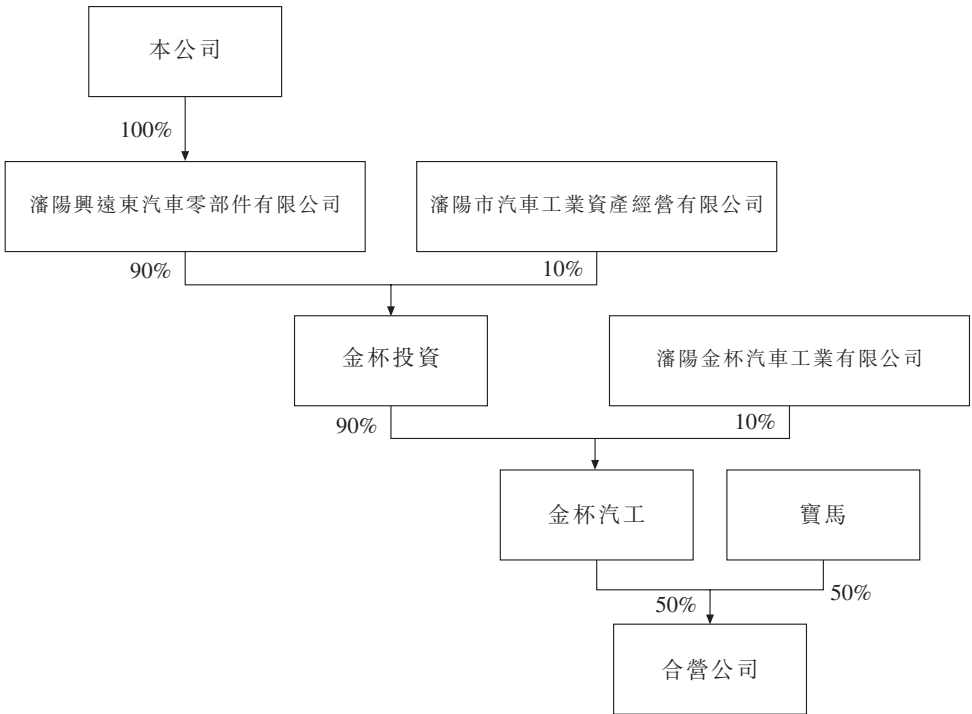 本公司
100%
瀋陽興遠東汽車零部件有限公司
瀋陽市汽車工業資產經營有限公司
90%
10%
金杯投資
瀋陽金杯汽車工業有限公司
90%
10%
金杯汽工
寶馬
50%
50%
合營公司